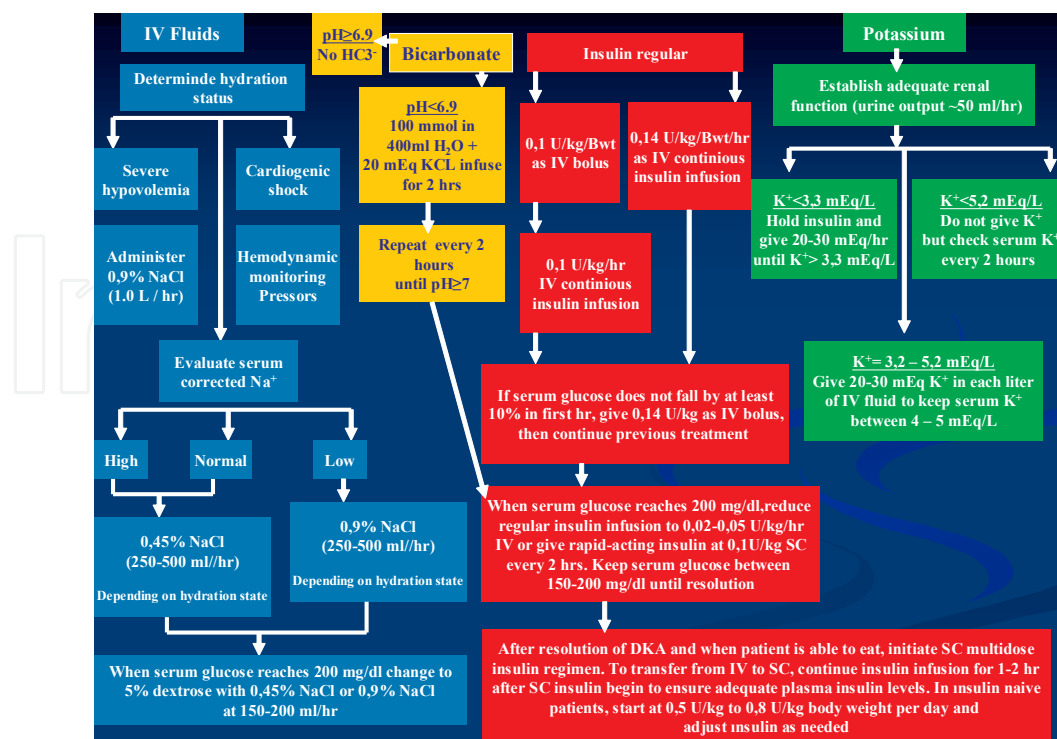 IV Fluids
Determinde hydration
status
Severe
hypovolemia
Cardiogenic
shock
Administer
0,9% NaCl
(1.0 L / hr)
Hemodynamic
monitoring
Pressors
Evaluate serum
corrected Na⁺
High
Normal
Low
0,45% NaCl
(250-500 ml//hr)
Depending on hydration state
0,9% NaCl
(250-500 ml//hr)
Depending on hydration state
When serum glucose reaches 200 mg/dl change to
5% dextrose with 0,45% NaCl or 0,9% NaCl
at 150-200 ml/hr
pH≥6.9
No HC3⁻
Bicarbonate
pH<6.9
100 mmol in
400ml H₂O +
20 mEq KCL infuse
for 2 hrs
Repeat every 2
hours
until pH≥7
Insulin regular
0,1 U/kg/Bwt
as IV bolus
0,14 U/kg/Bwt/hr
as IV continious
insulin infusion
0,1 U/kg/hr
IV continious
insulin infusion
If serum glucose does not fall by at least
10% in first hr, give 0,14 U/kg as IV bolus,
then continue previous treatment
When serum glucose reaches 200 mg/dl,reduce
regular insulin infusion to 0,02-0,05 U/kg/hr
IV or give rapid-acting insulin at 0,1U/kg SC
every 2 hrs. Keep serum glucose between
150-200 mg/dl until resolution
After resolution of DKA and when patient is able to eat, initiate SC multidose
insulin regimen. To transfer from IV to SC, continue insulin infusion for 1-2 hr
after SC insulin begin to ensure adequate plasma insulin levels. In insulin naive
patients, start at 0,5 U/kg to 0,8 U/kg body weight per day and
adjust insulin as needed
Potassium
Establish adequate renal
function (urine output ~50 ml/hr)
K⁺<3,3 mEq/L
Hold insulin and
give 20-30 mEq/hr
until K⁺> 3,3 mEq/L
K⁺<5,2 mEq/L
Do not give K⁺
but check serum K⁺
every 2 hours
K⁺= 3,2 – 5,2 mEq/L
Give 20-30 mEq K⁺ in each liter
of IV fluid to keep serum K⁺
between 4 – 5 mEq/L